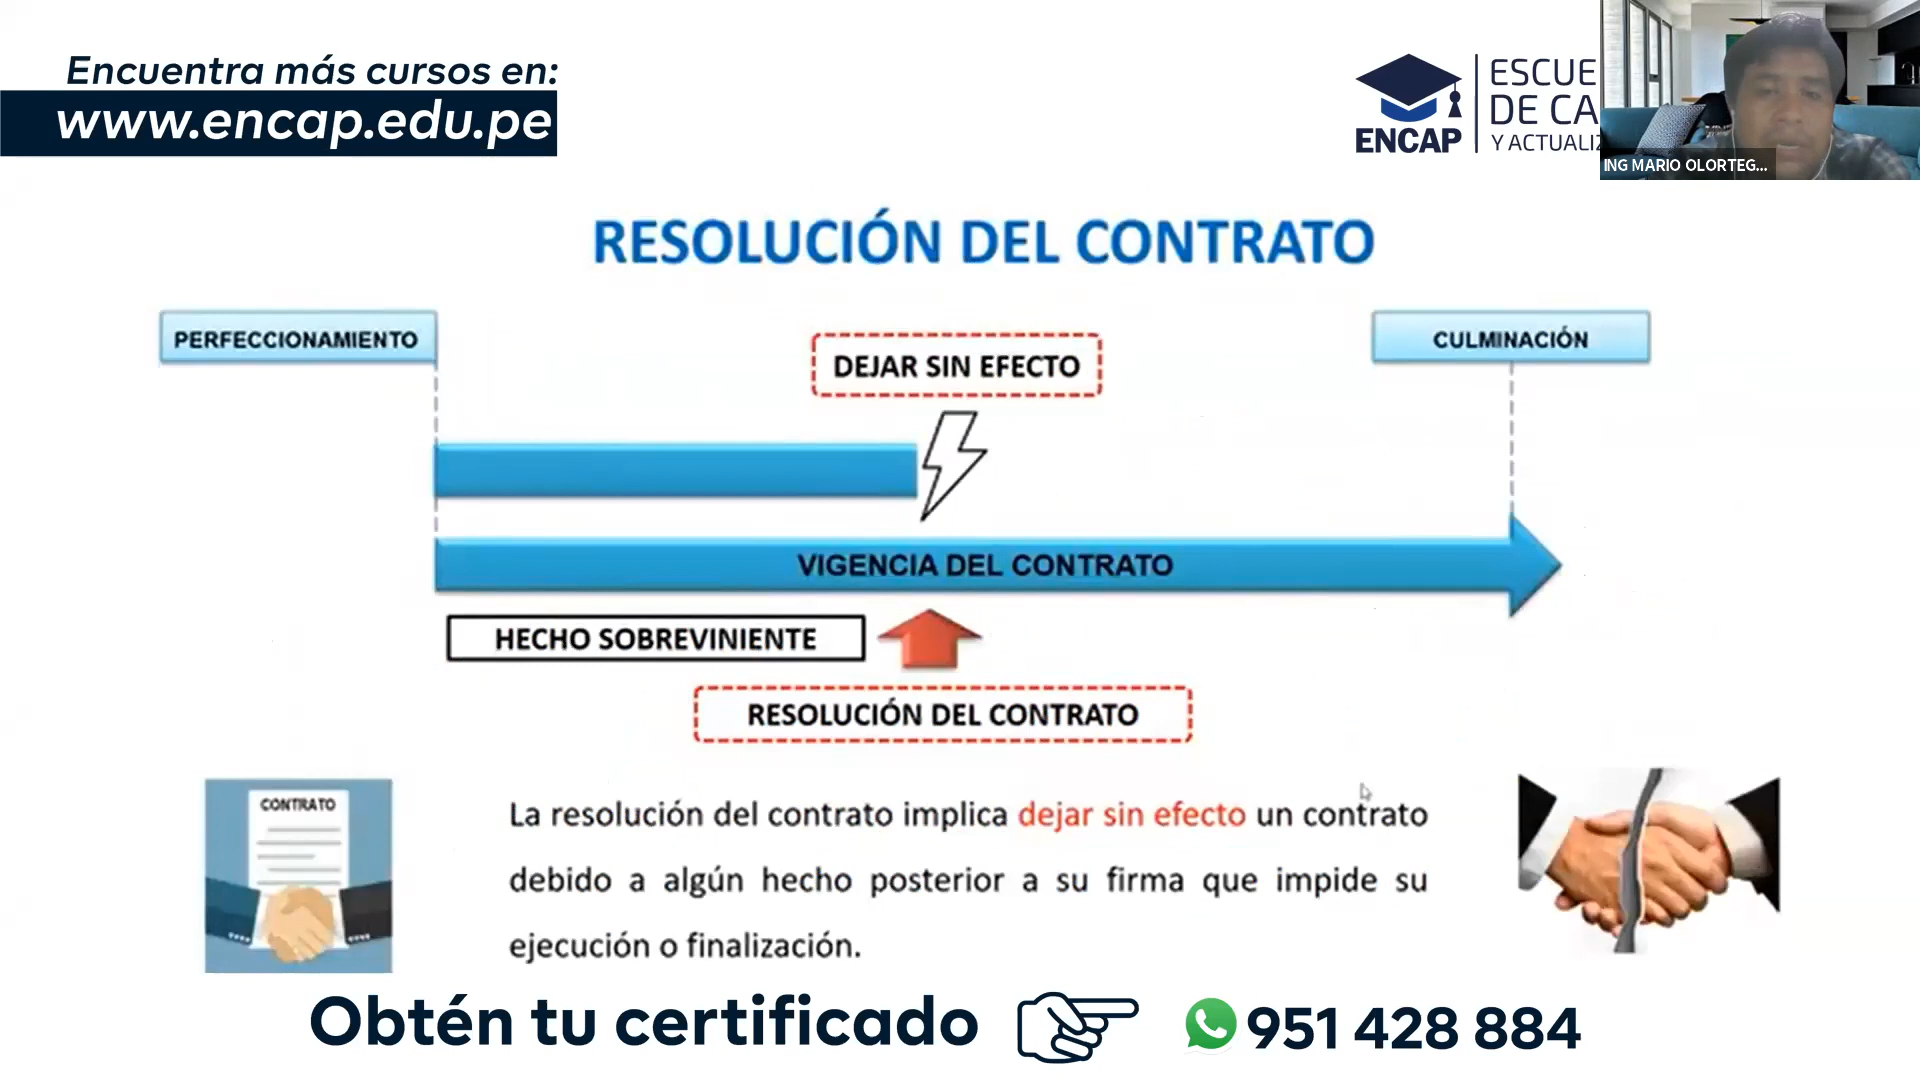 Encuentra más cursos en:
www.encap.edu.pe
ENCAP
ESCUE
DE CA
Y ACTUALIZ
ING MARIO OLORTEG...
RESOLUCIÓN DEL CONTRATO
PERFECCIONAMIENTO
CULMINACIÓN
DEJAR SIN EFECTO
VIGENCIA DEL CONTRATO
HECHO SOBREVINIENTE
RESOLUCIÓN DEL CONTRATO
CONTRATO
La resolución del contrato implica dejar sin efecto un contrato
debido a algún hecho posterior a su firma que impide su
ejecución o finalización.
Obtén tu certificado
951 428 884